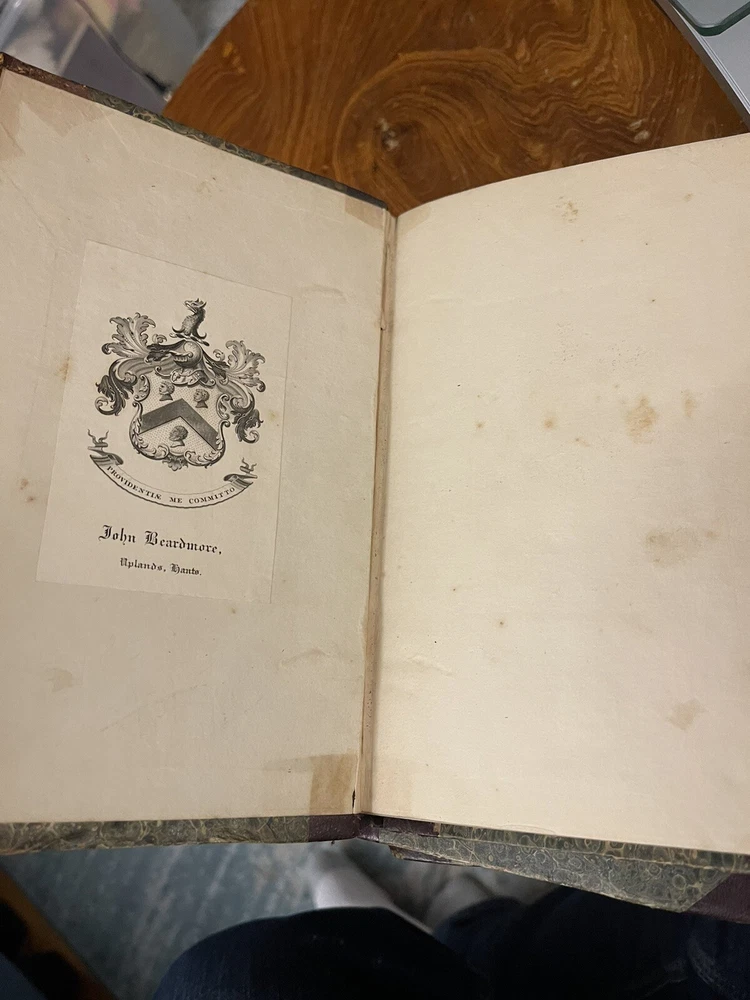 PROVIDENTIÆ ME COMMITTO
John Beardmore,
Uplands, Hants.